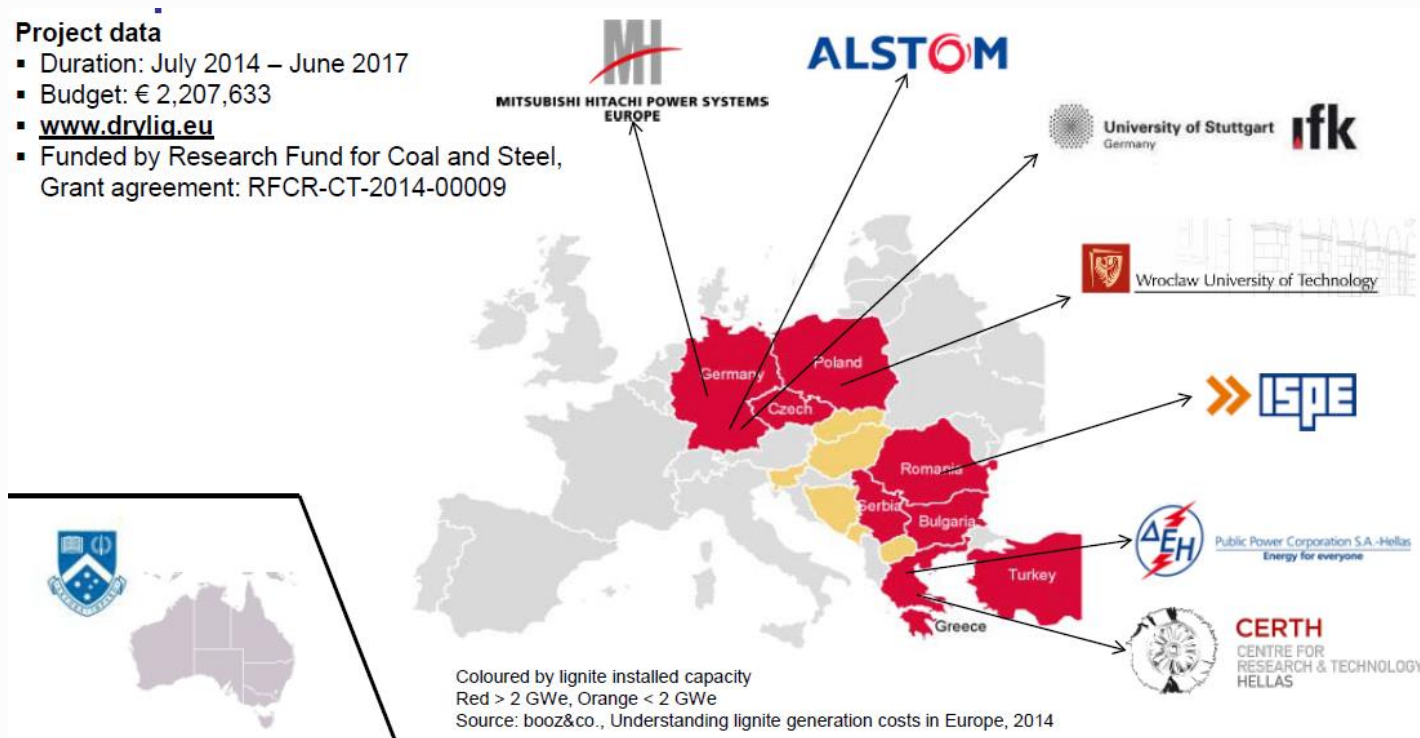 Project data
▪ Duration: July 2014 – June 2017
▪ Budget: € 2,207,633
▪ www.drylig.eu
▪ Funded by Research Fund for Coal and Steel,
Grant agreement: RFCR-CT-2014-00009
MITSUBISHI HITACHI POWER SYSTEMS
EUROPE
ALSTOM
University of Stuttgart
Germany
ifk
Wroclaw University of Technology
ISPE
ΔEH
Public Power Corporation S.A.-Hellas
Energy for everyone
CERTH
CENTRE FOR
RESEARCH & TECHNOLOGY
HELLAS
Germany
Poland
Czech
Romania
Serbia
Bulgaria
Turkey
Greece
Coloured by lignite installed capacity
Red > 2 GWe, Orange < 2 GWe
Source: booz&co., Understanding lignite generation costs in Europe, 2014